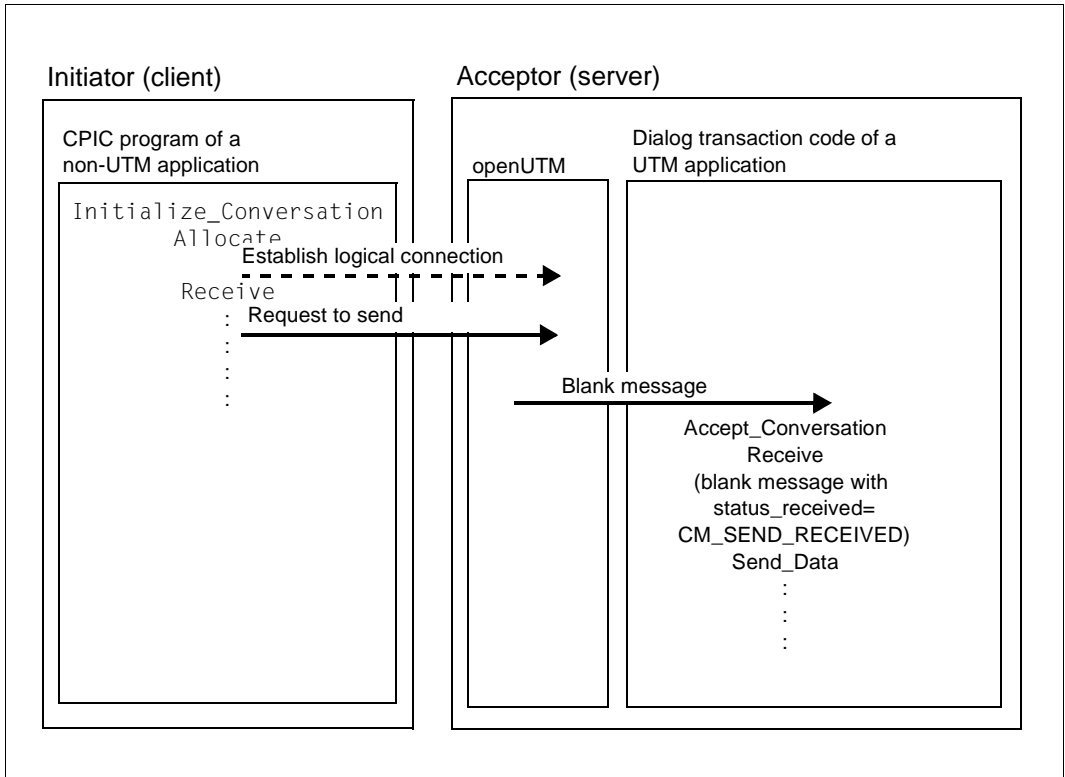 Initiator (client)
Acceptor (server)
CPIC program of a
non-UTM application
openUTM
Dialog transaction code of a
UTM application
Initialize_Conversation
Allocate
Establish logical connection
Receive
:
Request to send
:
:
:
Blank message
Accept_Conversation
Receive
(blank message with
status_received=
CM_SEND_RECEIVED)
Send_Data
:
:
: